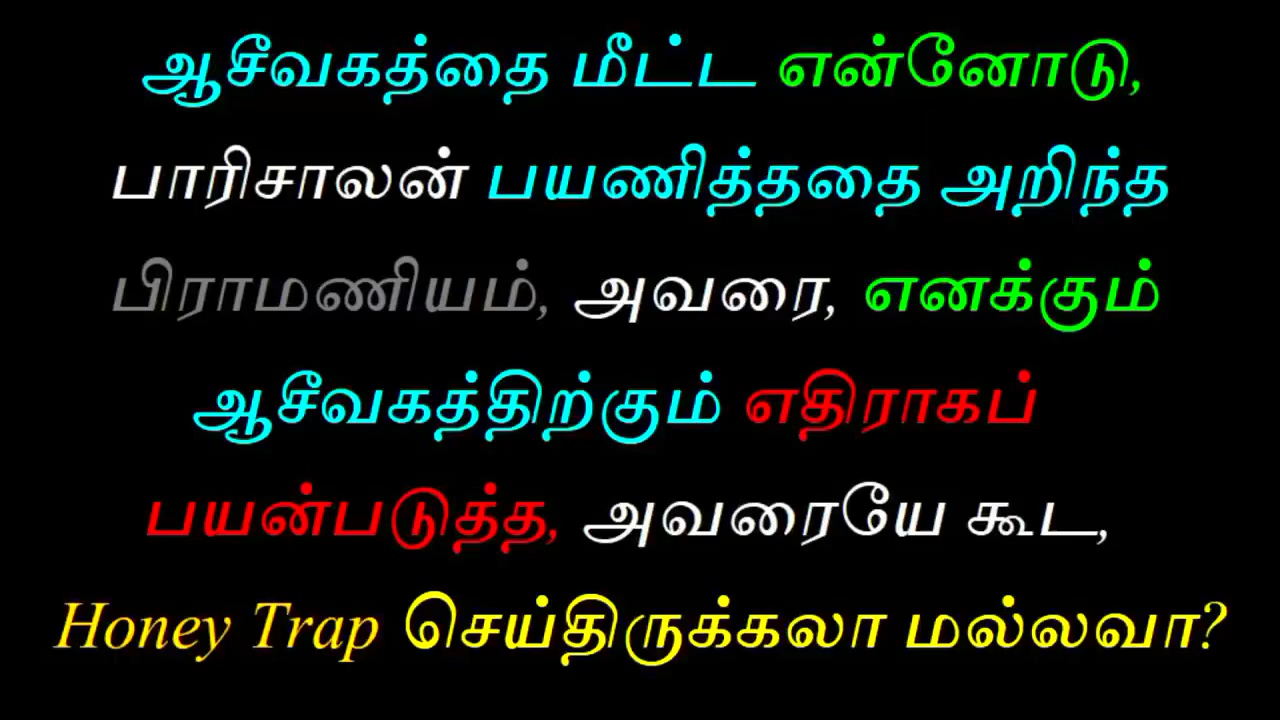 ஆசீவகத்தை மீட்ட என்னோடு,
பாரிசாலன் பயணித்ததை அறிந்த
பிராமணியம், அவரை, எனக்கும்
ஆசீவகத்திற்கும் எதிராகப்
பயன்படுத்த, அவரையே கூட,
Honey Trap செய்திருக்கலா மல்லவா?